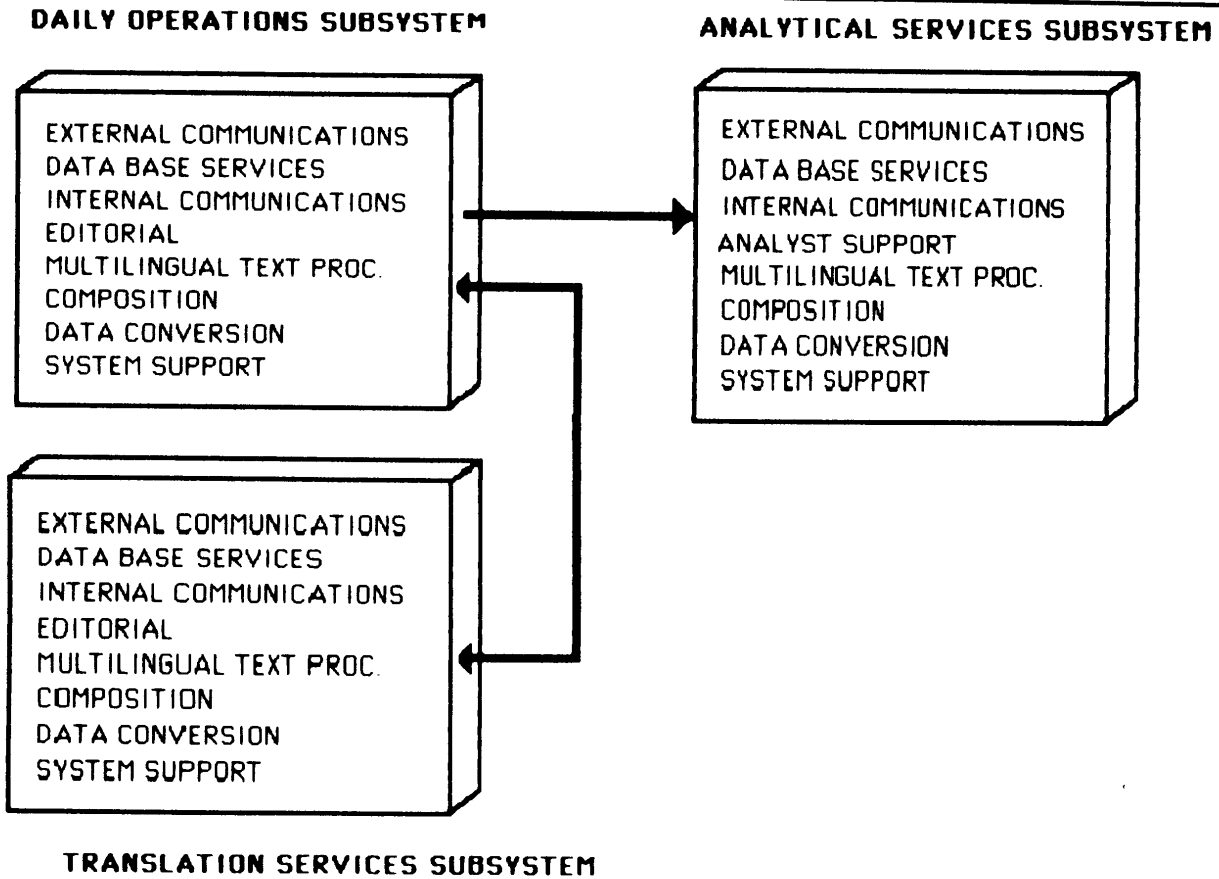 DAILY OPERATIONS SUBSYSTEM
EXTERNAL COMMUNICATIONS
DATA BASE SERVICES
INTERNAL COMMUNICATIONS
EDITORIAL
MULTILINGUAL TEXT PROC.
COMPOSITION
DATA CONVERSION
SYSTEM SUPPORT
ANALYTICAL SERVICES SUBSYSTEM
EXTERNAL COMMUNICATIONS
DATA BASE SERVICES
INTERNAL COMMUNICATIONS
ANALYST SUPPORT
MULTILINGUAL TEXT PROC.
COMPOSITION
DATA CONVERSION
SYSTEM SUPPORT
EXTERNAL COMMUNICATIONS
DATA BASE SERVICES
INTERNAL COMMUNICATIONS
EDITORIAL
MULTILINGUAL TEXT PROC.
COMPOSITION
DATA CONVERSION
SYSTEM SUPPORT
TRANSLATION SERVICES SUBSYSTEM